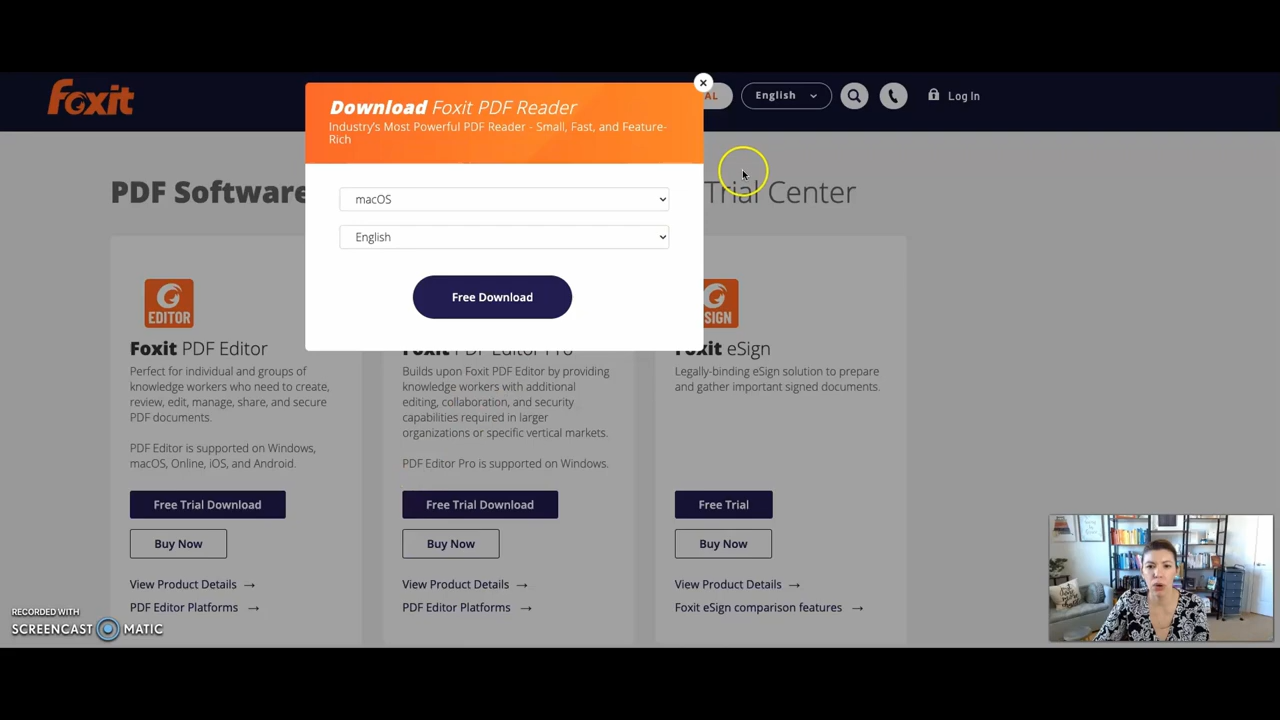 Foxit
AL
English
Log In
Download Foxit PDF Reader
Industry's Most Powerful PDF Reader - Small, Fast, and Feature-
Rich
macOS
English
Free Download
PDF Software
Trial Center
EDITOR
SIGN
Foxit PDF Editor
Perfect for individual and groups of
knowledge workers who need to create,
review, edit, manage, share, and secure
PDF documents.
PDF Editor is supported on Windows,
macOS, Online, iOS, and Android.
Free Trial Download
Buy Now
View Product Details →
PDF Editor Platforms →
Foxit PDF Editor Pro
Builds upon Foxit PDF Editor by providing
knowledge workers with additional
editing, collaboration, and security
capabilities required in larger
organizations or specific vertical markets.
PDF Editor Pro is supported on Windows.
Free Trial Download
Buy Now
View Product Details →
PDF Editor Platforms →
Foxit eSign
Legally-binding eSign solution to prepare
and gather important signed documents.
Free Trial
Buy Now
View Product Details →
Foxit eSign comparison features →
RECORDED WITH
SCREENCAST MATIC